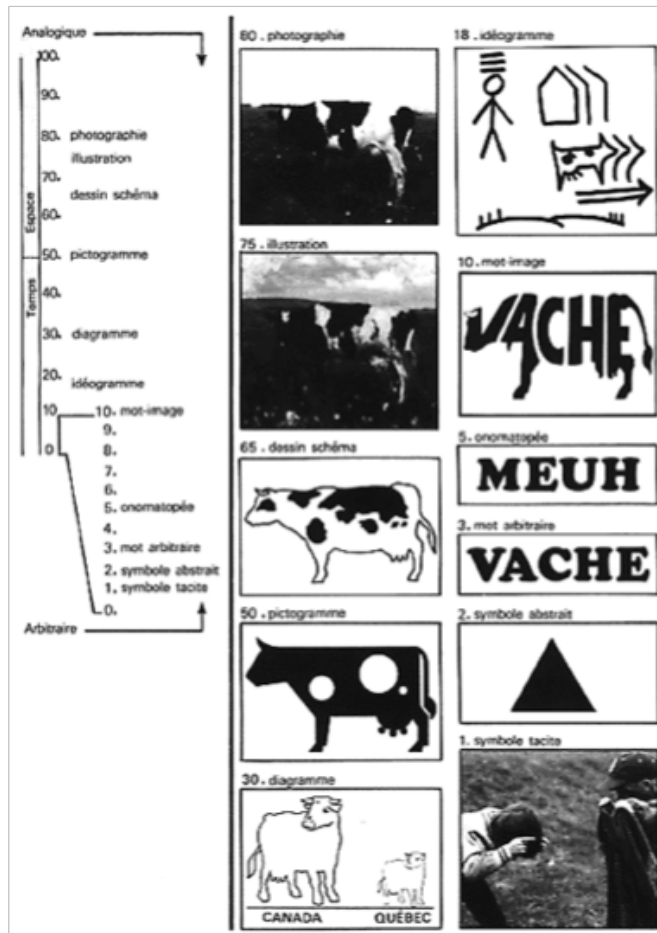 Analogique
100.
90.
80. photographie
illustration
70.
dessin schéma
60.
50. pictogramme
40.
30. diagramme
20.
idéogramme
10
0.
Espace
Temps
10. mot-image
9.
8.
7.
6.
5. onomatopée
4.
3. mot arbitraire
2. symbole abstrait
1. symbole tacite
0.
Arbitraire
80. photographie
75. illustration
65. dessin schéma
50. pictogramme
30. diagramme
CANADA QUÉBEC
18. idéogramme
10. mot-image
VACHE
5. onomatopée
MEUH
3. mot arbitraire
VACHE
2. symbole abstrait
1. symbole tacite